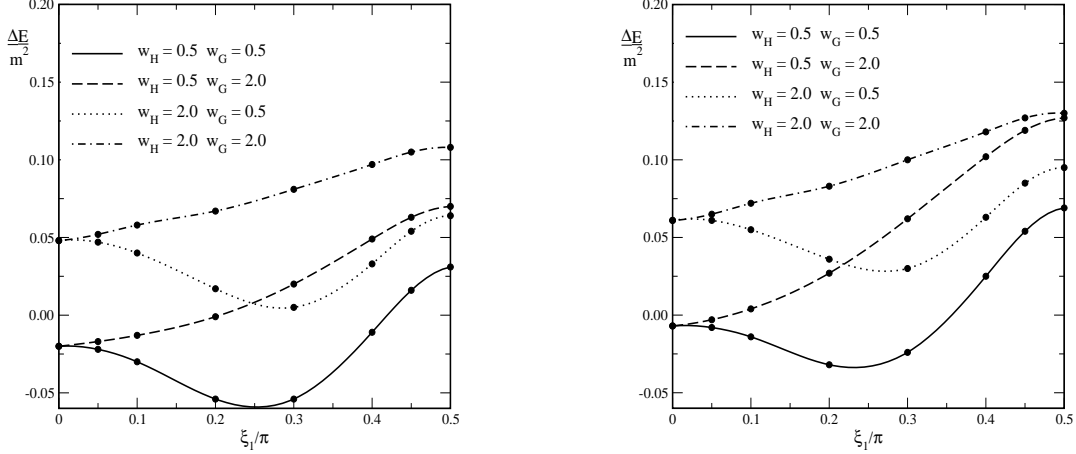 0.20
ΔE
m²
0.15
0.10
0.05
0.00
-0.05
w_H = 0.5 w_G = 0.5
w_H = 0.5 w_G = 2.0
w_H = 2.0 w_G = 0.5
w_H = 2.0 w_G = 2.0
0 0.1 0.2 0.3 0.4 0.5
ξ₁/π
0.20
ΔE
m²
0.15
0.10
0.05
0.00
-0.05
w_H = 0.5 w_G = 0.5
w_H = 0.5 w_G = 2.0
w_H = 2.0 w_G = 0.5
w_H = 2.0 w_G = 2.0
0 0.1 0.2 0.3 0.4 0.5
ξ₁/π